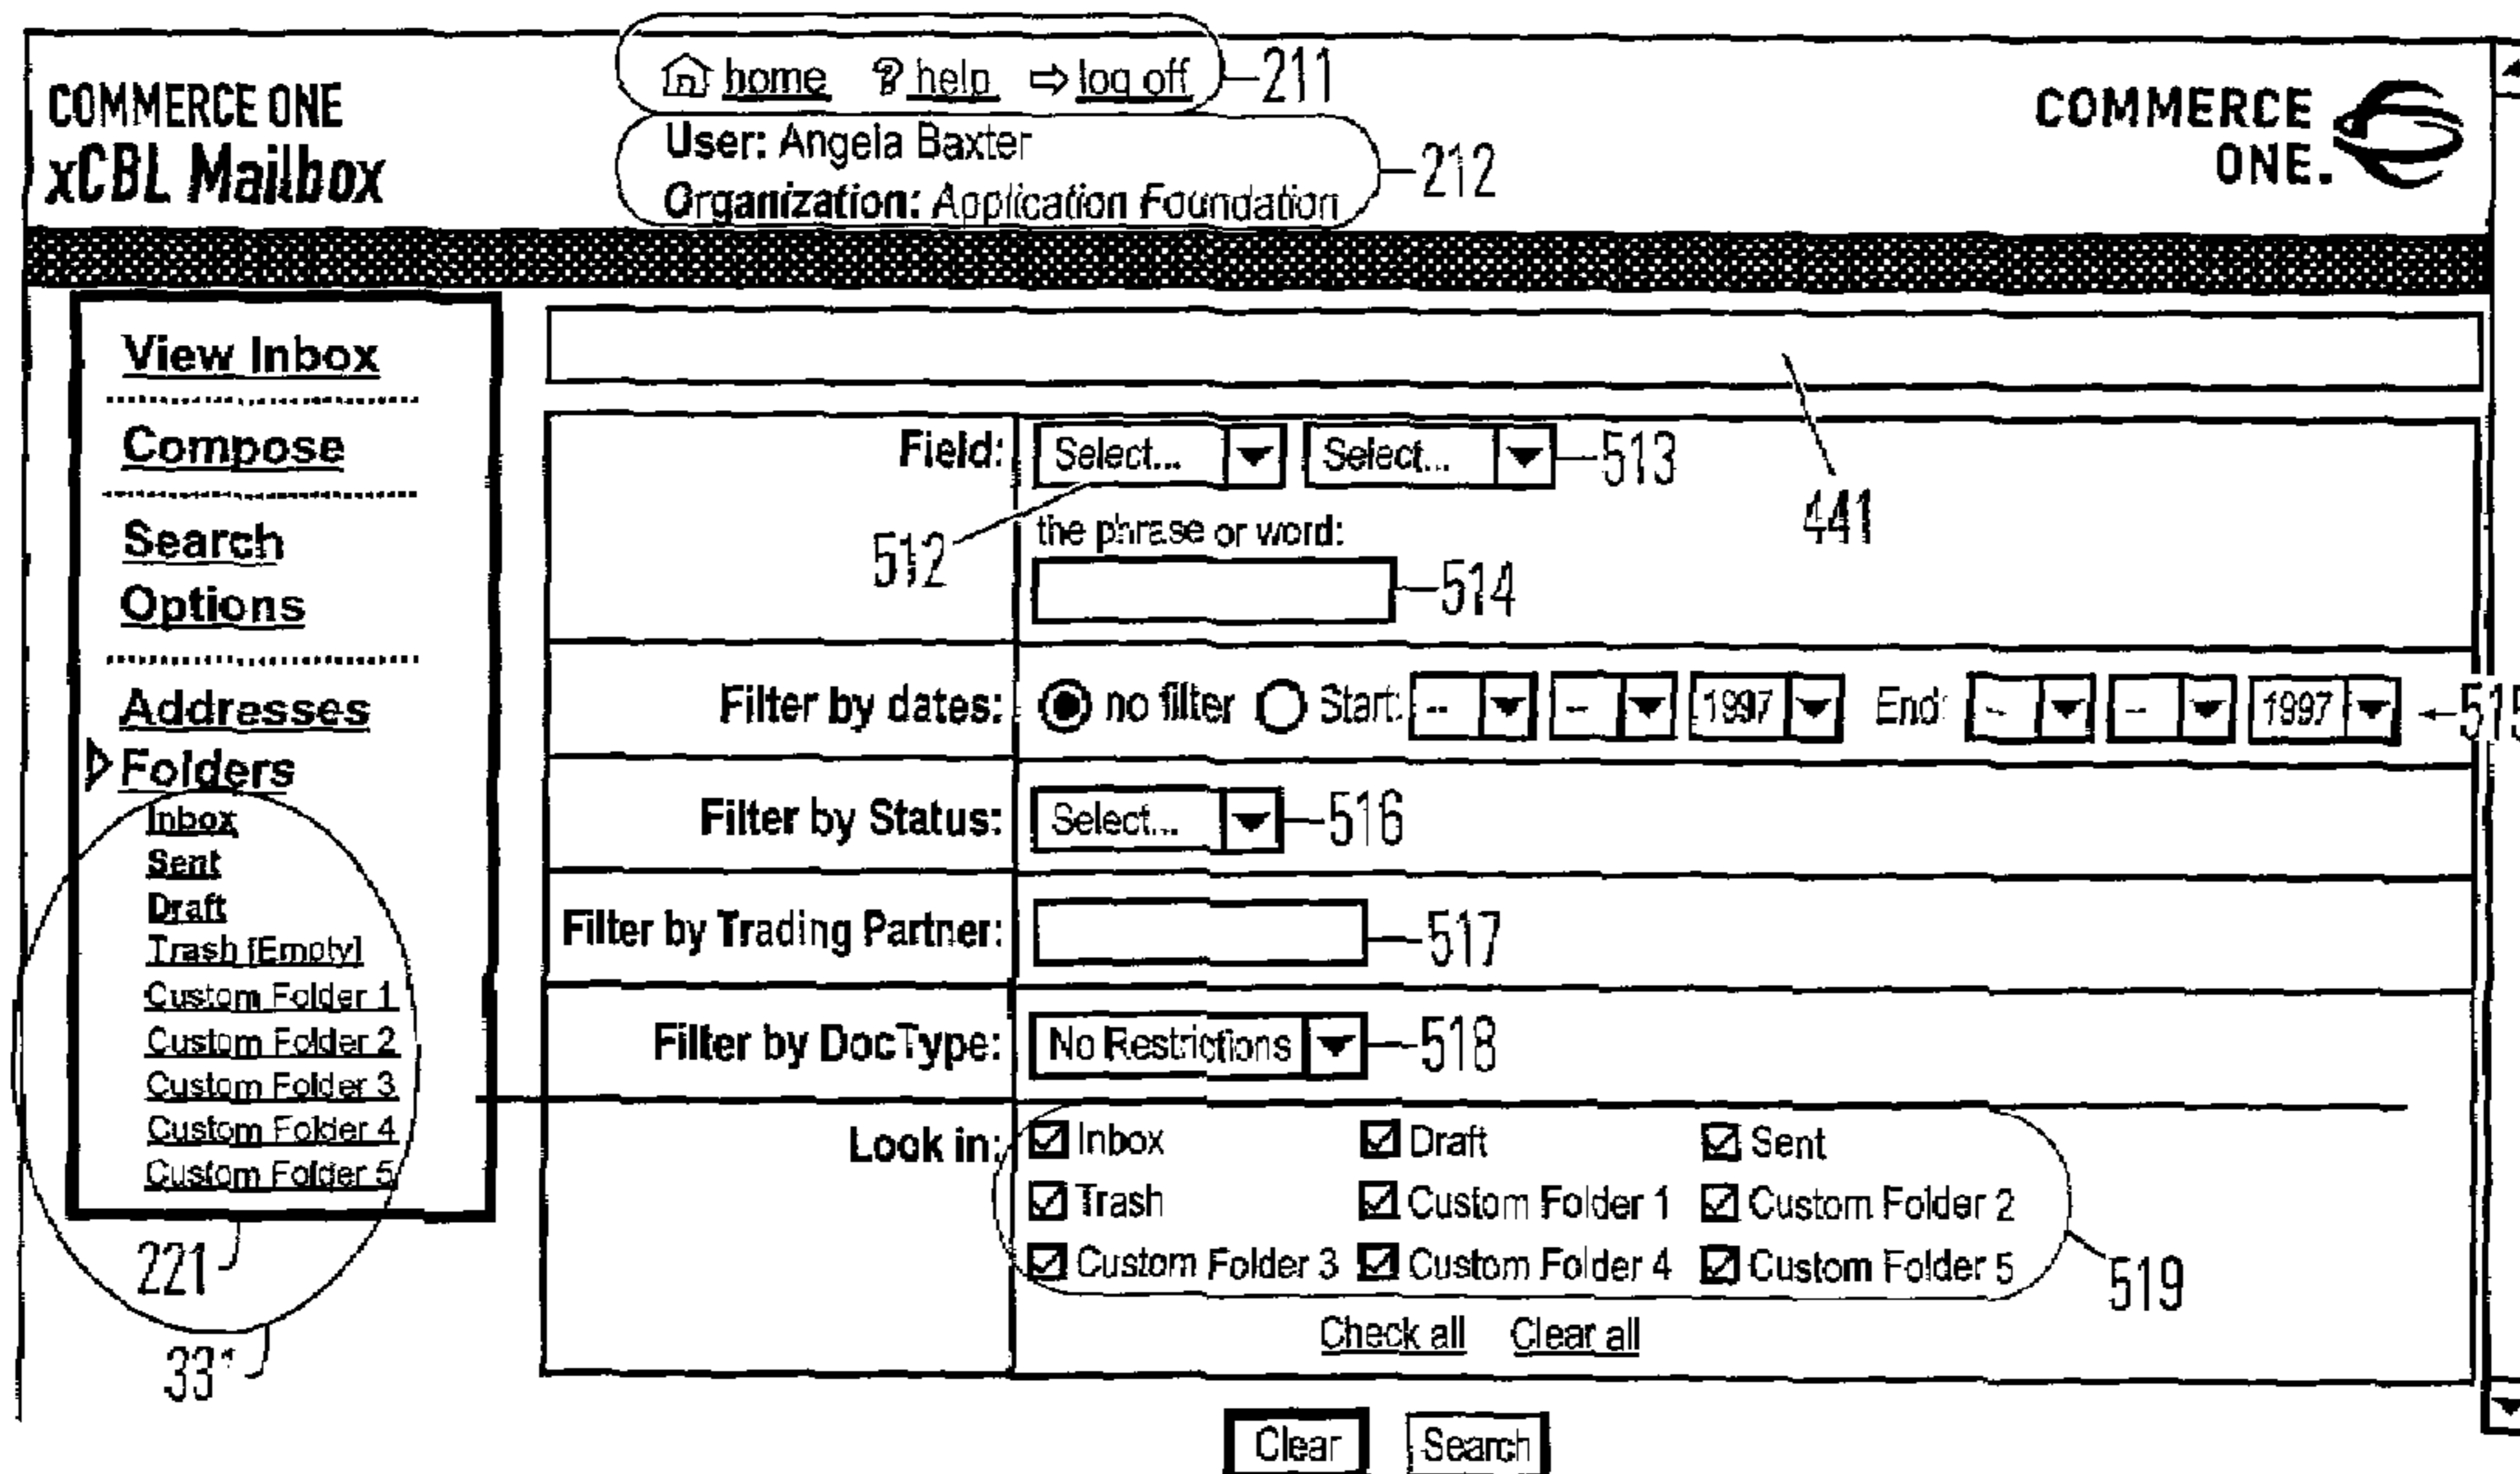 home ? help ⇨ log off 211
COMMERCE ONE
xCBL Mailbox
User: Angela Baxter
Organization: Application Foundation
212
COMMERCE
ONE.
View Inbox
Compose
Search
Options
Addresses
Folders
Inbox
Sent
Draft
Trash [Empty]
Custom Folder 1
Custom Folder 2
Custom Folder 3
Custom Folder 4
Custom Folder 5
221
441
Field: Select... Select... 513
512
the phrase or word:
514
Filter by dates: no filter Start: -- -- 1997 End: -- -- 1997 515
Filter by Status: Select... 516
Filter by Trading Partner: 517
Filter by DocType: No Restrictions 518
Look in: Inbox Draft Sent
Trash Custom Folder 1 Custom Folder 2
Custom Folder 3 Custom Folder 4 Custom Folder 5
519
Check all Clear all
Clear Search